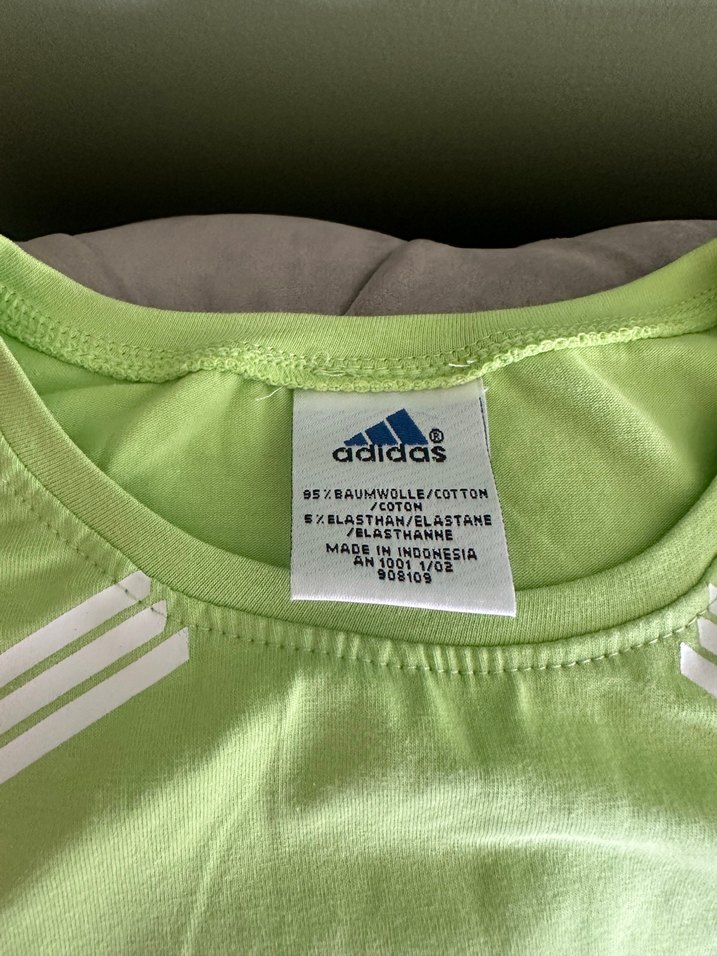 adidas®
95%BAUMWOLLE/COTTON
/COTON
5%ELASTHAN/ELASTANE
/ELASTHANNE
MADE IN INDONESIA
AN 1001 1/02
908109